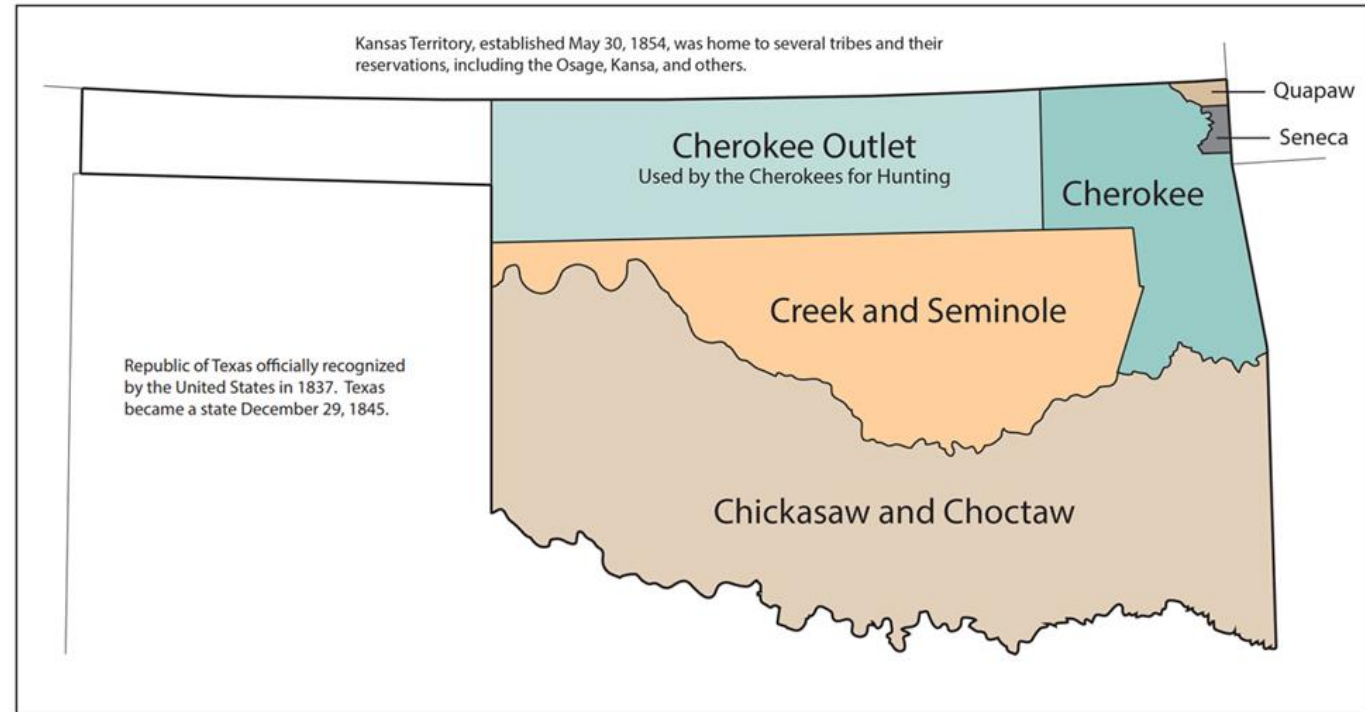 Kansas Territory, established May 30, 1854, was home to several tribes and their
reservations, including the Osage, Kansa, and others.
Quapaw
Seneca
Cherokee Outlet
Used by the Cherokees for Hunting
Cherokee
Creek and Seminole
Republic of Texas officially recognized
by the United States in 1837. Texas
became a state December 29, 1845.
Chickasaw and Choctaw